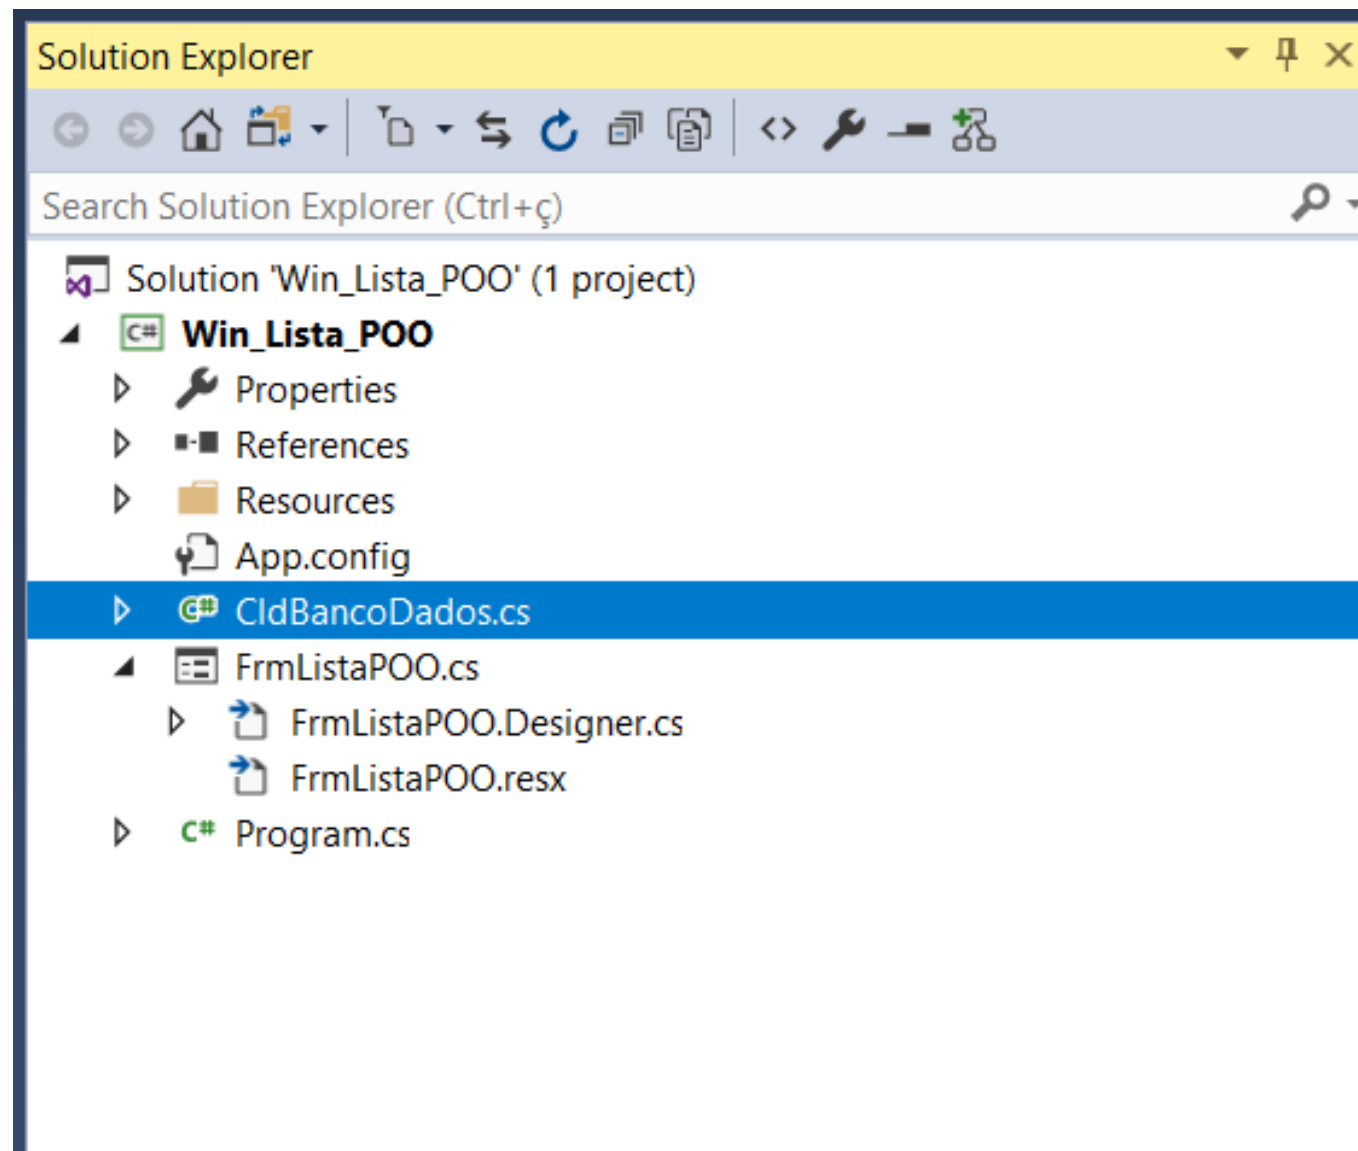 Solution Explorer
Search Solution Explorer (Ctrl+ç)
Solution 'Win_Lista_POO' (1 project)
C# Win_Lista_POO
Properties
References
Resources
App.config
C# CldBancoDados.cs
FrmListaPOO.cs
FrmListaPOO.Designer.cs
FrmListaPOO.resx
C# Program.cs